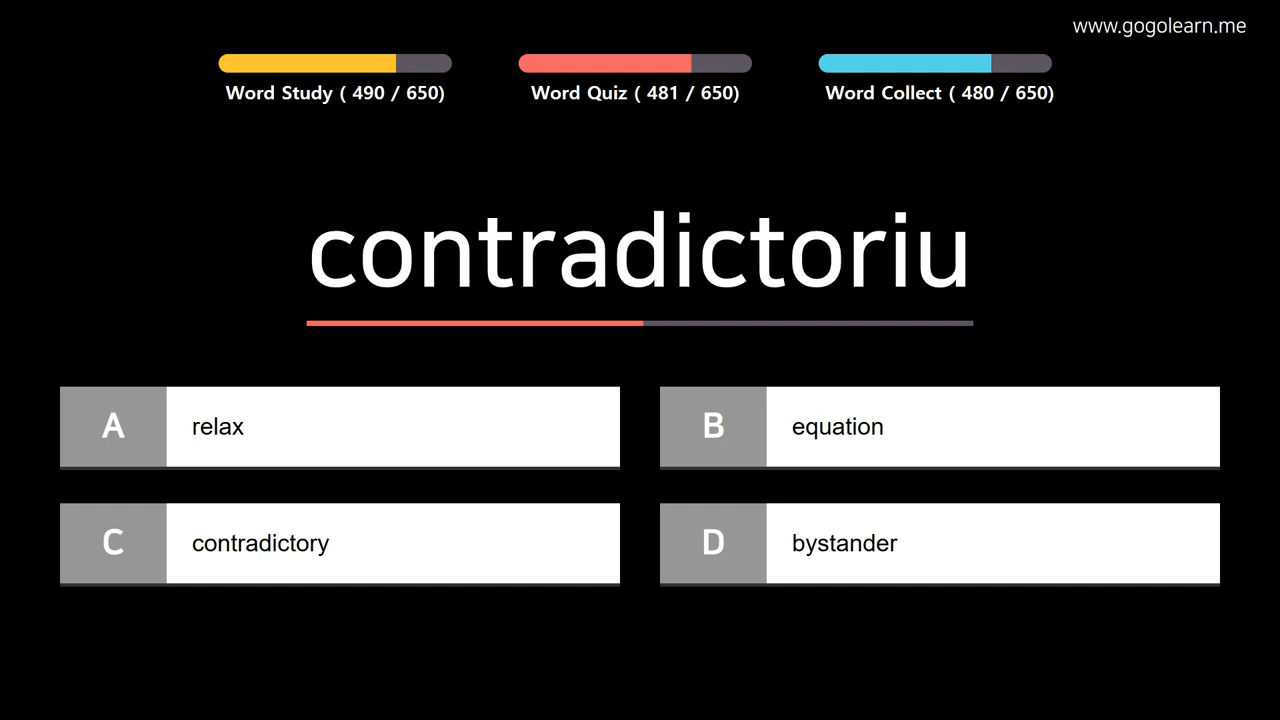 www.gogolearn.me
Word Study ( 490 / 650)
Word Quiz ( 481 / 650)
Word Collect ( 480 / 650)
contradictoriu
A
relax
B
equation
C
contradictory
D
bystander